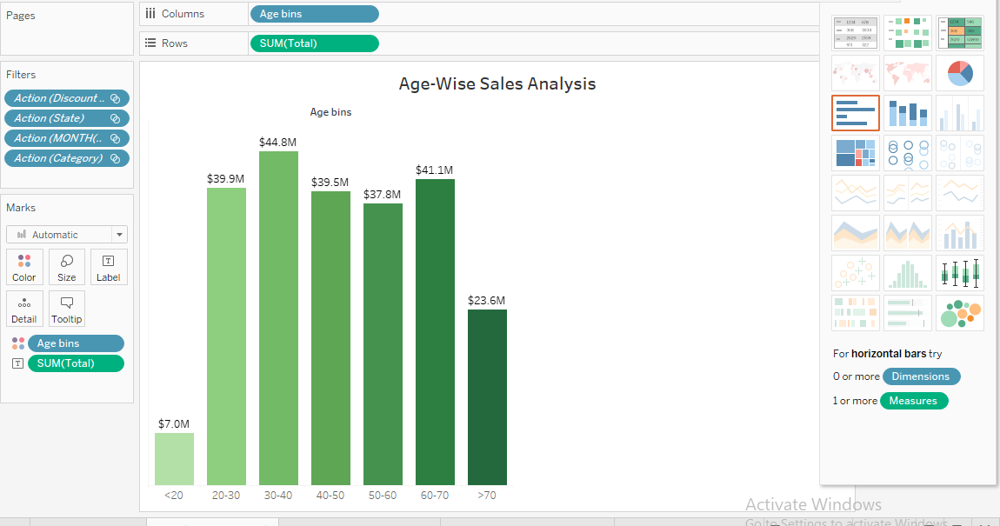 Pages
Columns
Age bins
Rows
SUM(Total)
Filters
Action (Discount ..
Action (State)
Action (MONTH(..
Action (Category)
Marks
Automatic
Color
Size
Label
Detail
Tooltip
Age bins
SUM(Total)
Age-Wise Sales Analysis
Age bins
$44.8M
$41.1M
$39.9M
$39.5M
$37.8M
$23.6M
$7.0M
<20 20-30 30-40 40-50 50-60 60-70 >70
For horizontal bars try
0 or more Dimensions
1 or more Measures
Activate Windows
Go to Settings to activate Windows